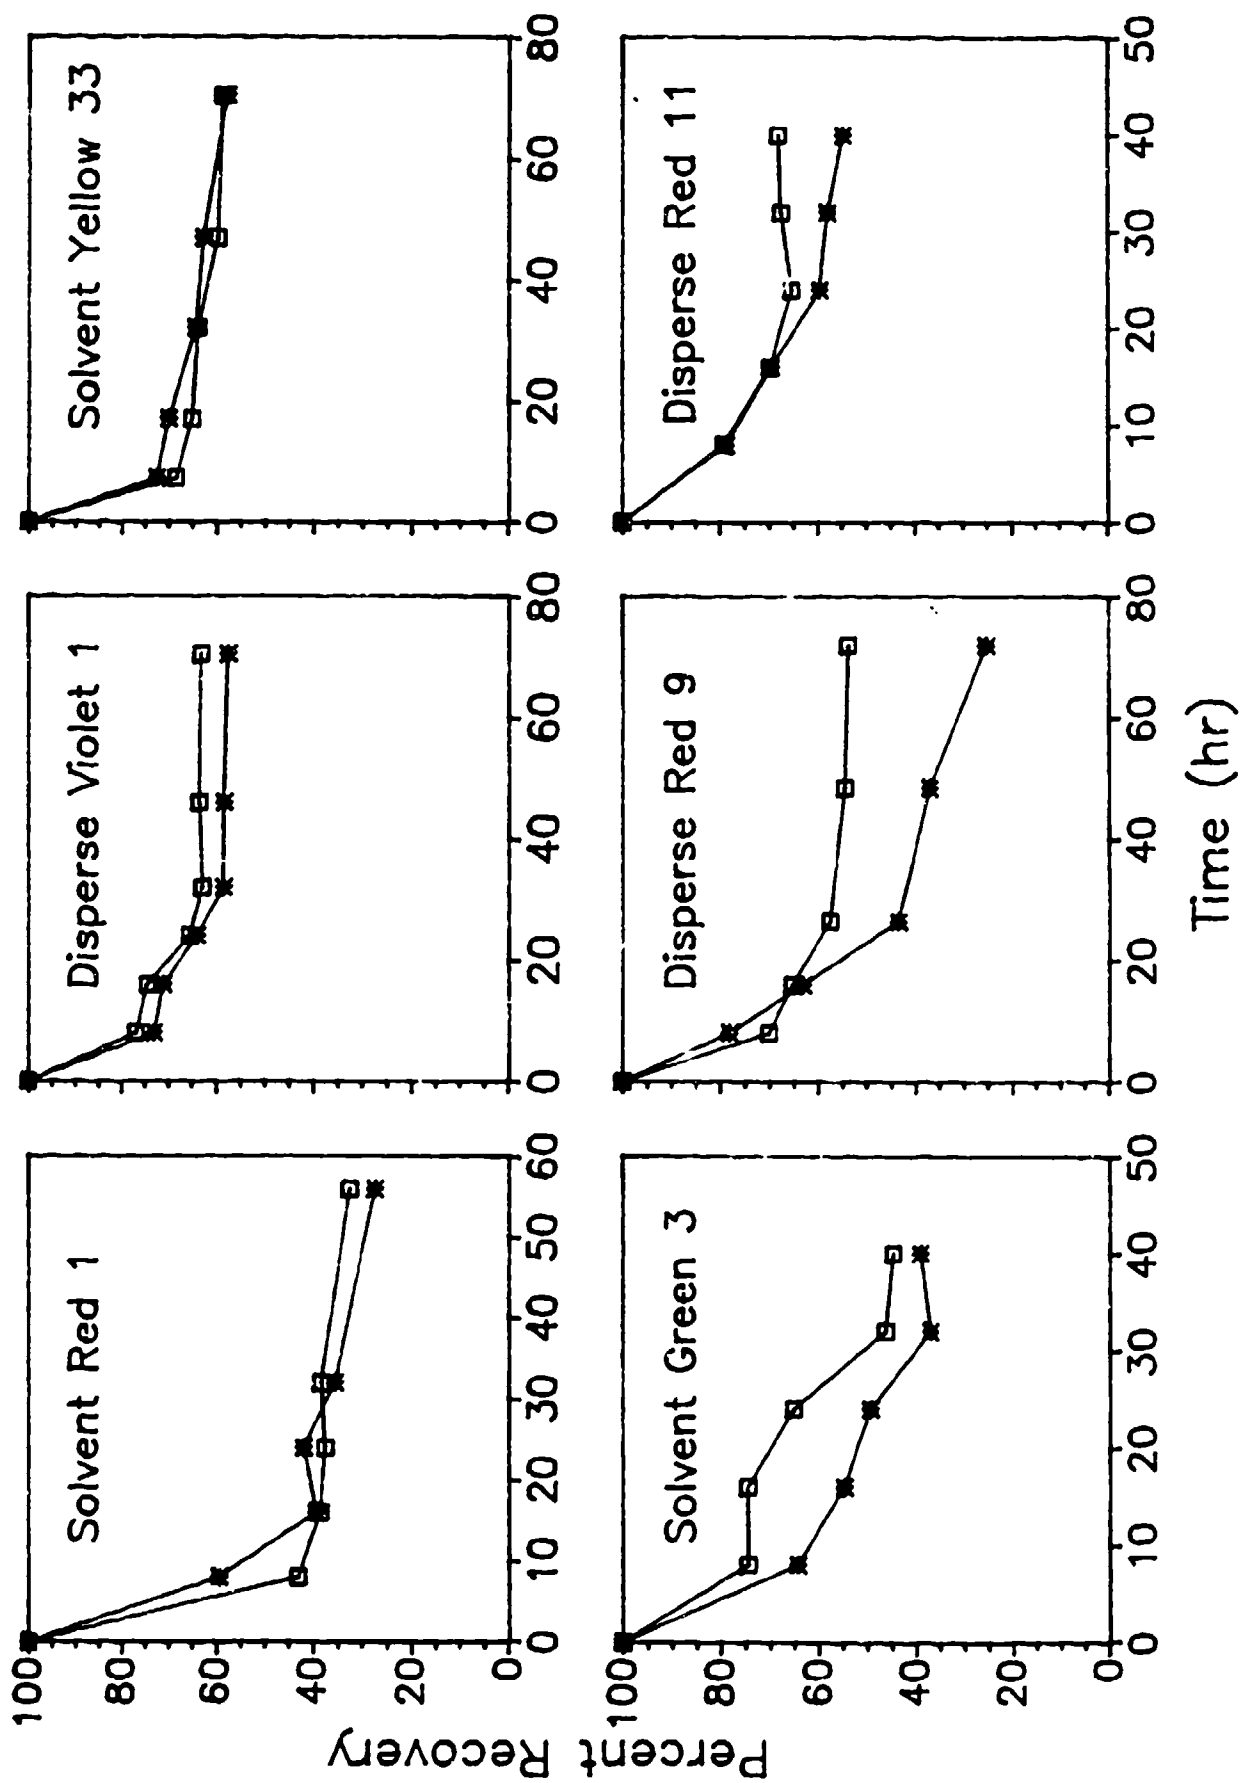 Percent Recovery
100
80
60
40
20
0
Solvent Red 1
0 10 20 30 40 50 60
Disperse Violet 1
0 20 40 60 80
Solvent Yellow 33
0 20 40 60 80
100
80
60
40
20
0
Solvent Green 3
0 10 20 30 40 50
Disperse Red 9
0 20 40 60 80
Disperse Red 11
0 10 20 30 40 50
Time (hr)